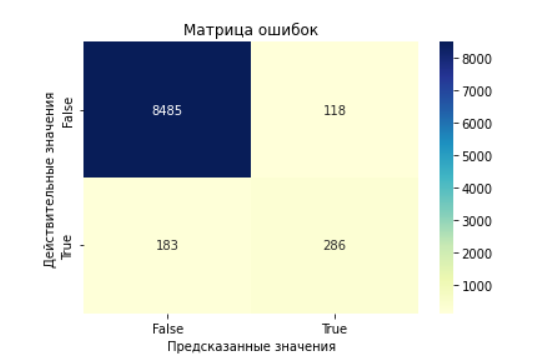 Матрица ошибок
Действительные значения
False
True
8485
118
183
286
False
True
Предсказанные значения
8000
7000
6000
5000
4000
3000
2000
1000